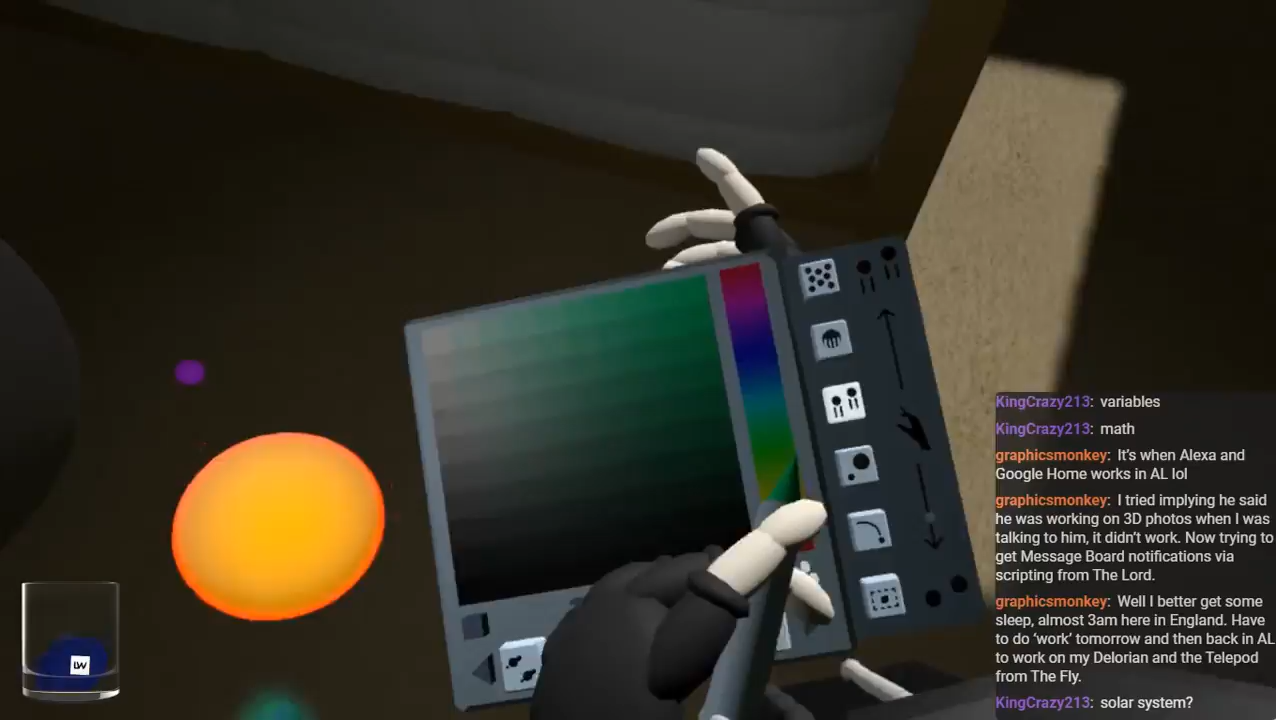 KingCrazy213: variables
KingCrazy213: math
graphicsmonkey: It's when Alexa and
Google Home works in AL lol
graphicsmonkey: I tried implying he said
he was working on 3D photos when I was
talking to him, it didn't work. Now trying to
get Message Board notifications via
scripting from The Lord.
graphicsmonkey: Well I better get some
sleep, almost 3am here in England. Have
to do ‘work’ tomorrow and then back in AL
to work on my Delorian and the Telepod
from The Fly.
KingCrazy213: solar system?
LW